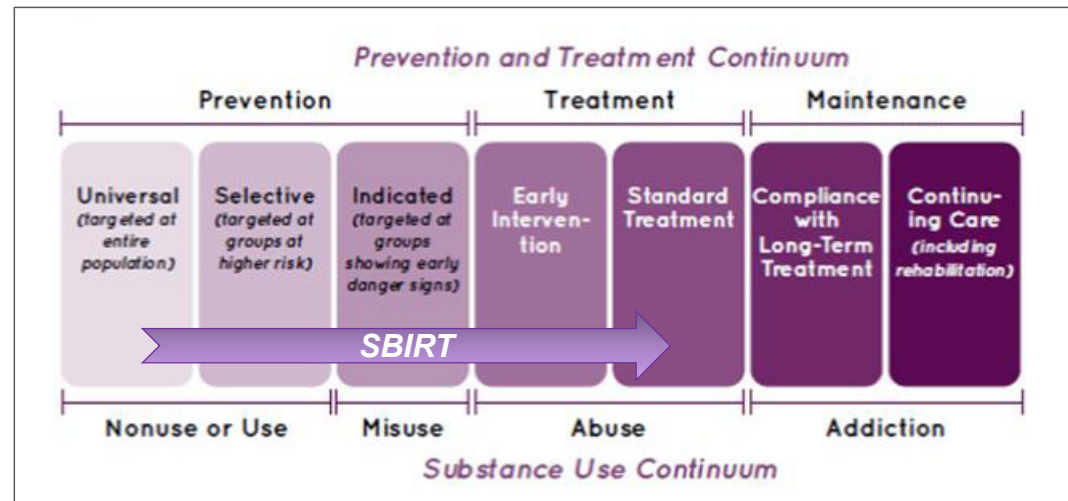 Prevention and Treatment Continuum
Prevention Treatment Maintenance
Universal
(targeted at
entire
population)
Selective
(targeted at
groups at
higher risk)
Indicated
(targeted at
groups
showing early
danger signs)
Early
Interven-
tion
Standard
Treatment
Compliance
with
Long-Term
Treatment
Continu-
ing Care
(including
rehabilitation)
SBIRT
Nonuse or Use Misuse Abuse Addiction
Substance Use Continuum